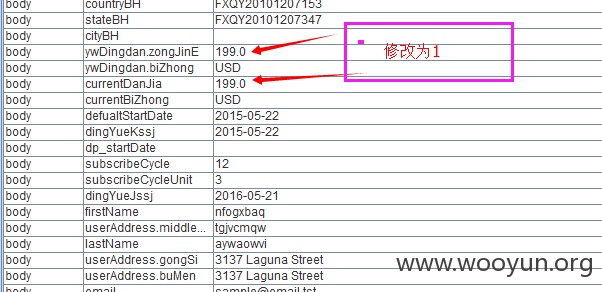 body countryBH FXQY20101207153
body stateBH FXQY20101207347
body cityBH
body ywDingdan.zongJinE 199.0
修改为1
body ywDingdan.biZhong USD
body currentDanJia 199.0
body currentBiZhong USD
body defualtStartDate 2015-05-22
body dingYueKssj 2015-05-22
body dp_startDate
body subscribeCycle 12
body subscribeCycleUnit 3
body dingYueJssj 2016-05-21
body firstName nfogxbaq
body userAddress.middle... tgjvcmqw
body lastName aywaowvi
body userAddress.gongSi 3137 Laguna Street
body userAddress.buMen 3137 Laguna Street
body email sample@email.tst
www.wooyun.org